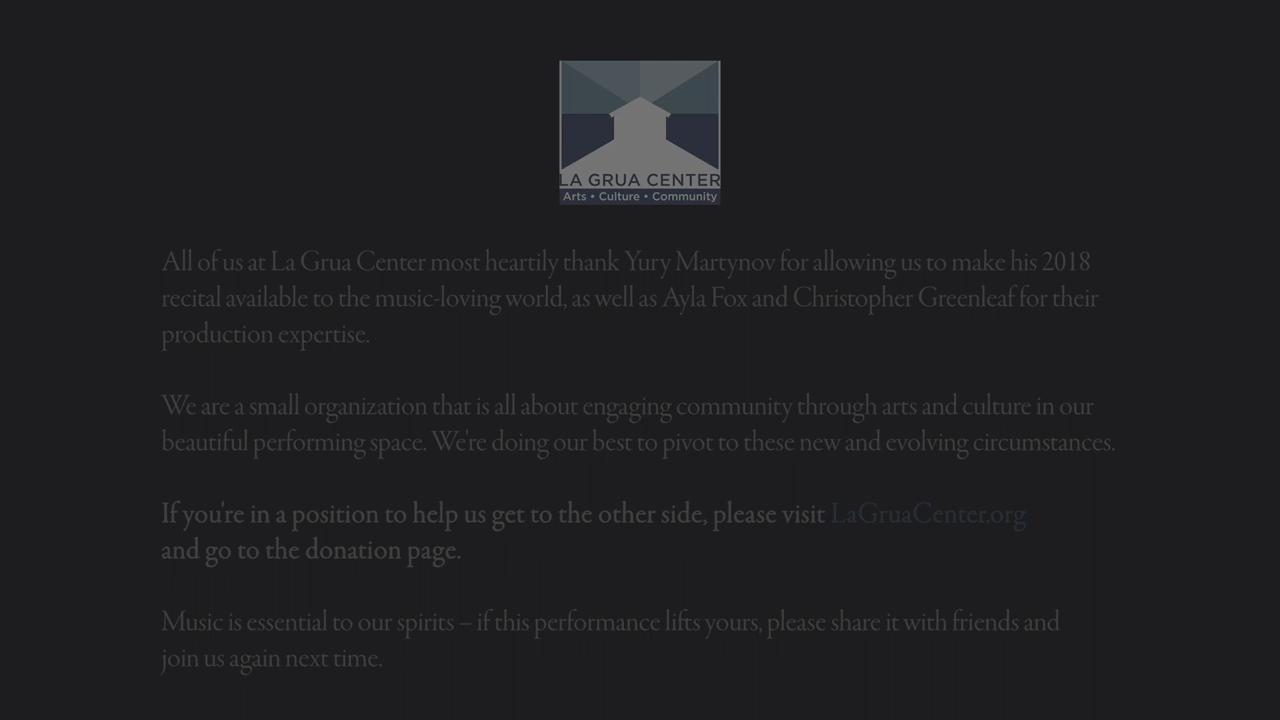 LA GRUA CENTER
Arts • Culture • Community
All of us at La Grua Center most heartily thank Yury Martynov for allowing us to make his 2018
recital available to the music-loving world, as well as Ayla Fox and Christopher Greenleaf for their
production expertise.
We are a small organization that is all about engaging community through arts and culture in our
beautiful performing space. We're doing our best to pivot to these new and evolving circumstances.
If you're in a position to help us get to the other side, please visit LaGruaCenter.org
and go to the donation page.
Music is essential to our spirits – if this performance lifts yours, please share it with friends and
join us again next time.